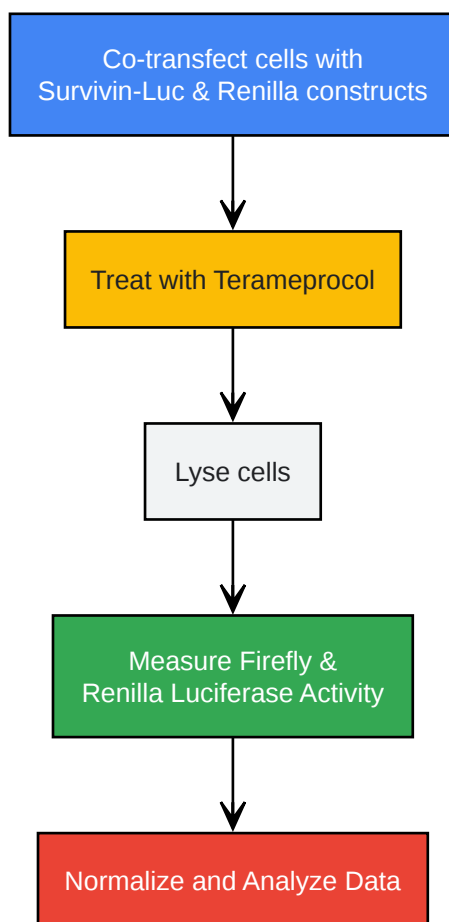 Co-transfect cells with
Survivin-Luc & Renilla constructs
Treat with Terameprocol
Lyse cells
Measure Firefly &
Renilla Luciferase Activity
Normalize and Analyze Data